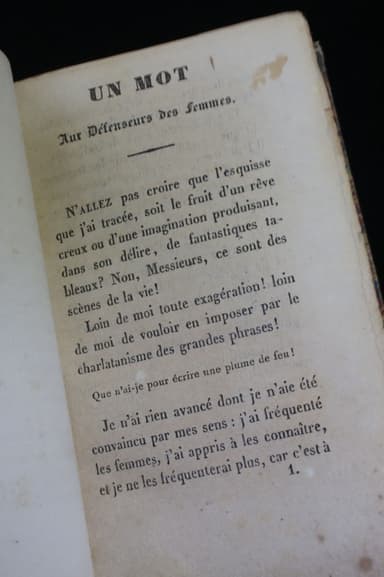 UN MOT
Aux Défenseurs des Femmes.
N'ALLEZ pas croire que l'esquisse
que j'ai tracée, soit le fruit d'un rêve
creux ou d'une imagination produisant,
dans son délire, de fantastiques ta-
bleaux? Non, Messieurs, ce sont des
scènes de la vie!
Loin de moi toute exagération! loin
de moi de vouloir en imposer par le
charlatanisme des grandes phrases!
Que n'ai-je pour écrire une plume de feu!
Je n'ai rien avancé dont je n'aie été
convaincu par mes sens : j'ai fréquenté
les femmes, j'ai appris à les connaître,
et je ne les fréquenterai plus, car c'est à
1.